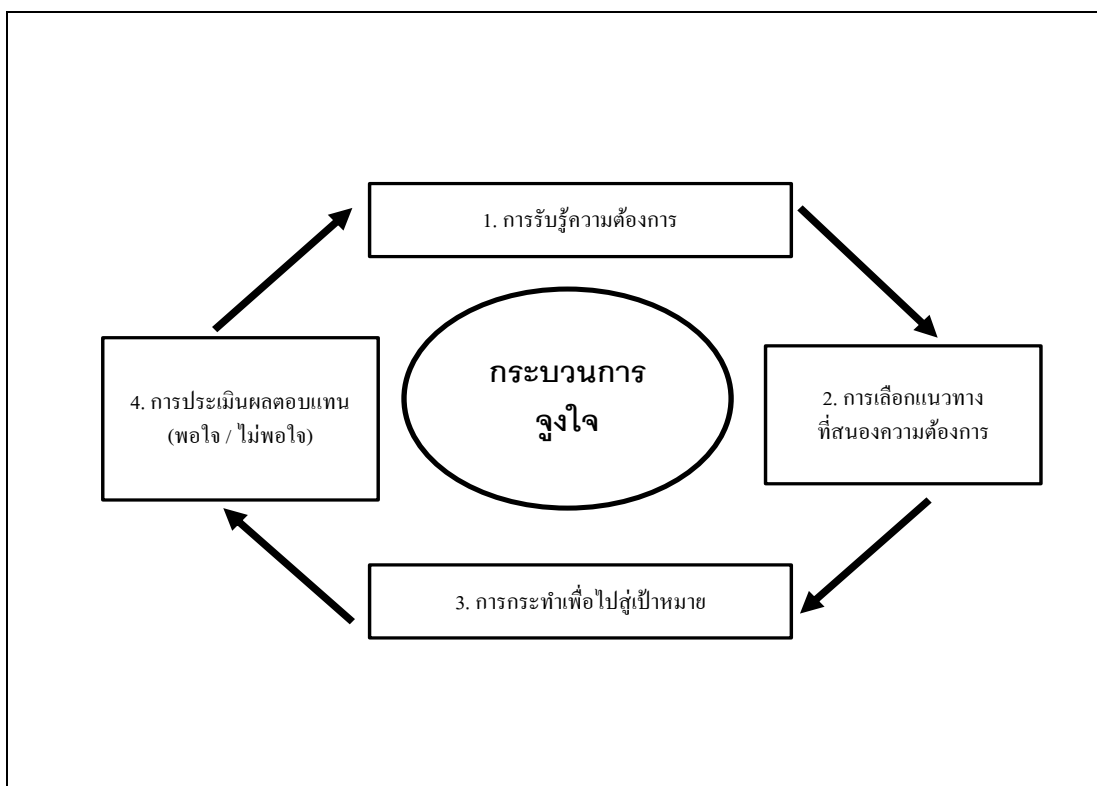 1. การรับรู้ความต้องการ
กระบวนการ
จูงใจ
2. การเลือกแนวทาง
ที่สนองความต้องการ
3. การกระทำเพื่อไปสู่เป้าหมาย
4. การประเมินผลตอบแทน
(พอใจ / ไม่พอใจ)